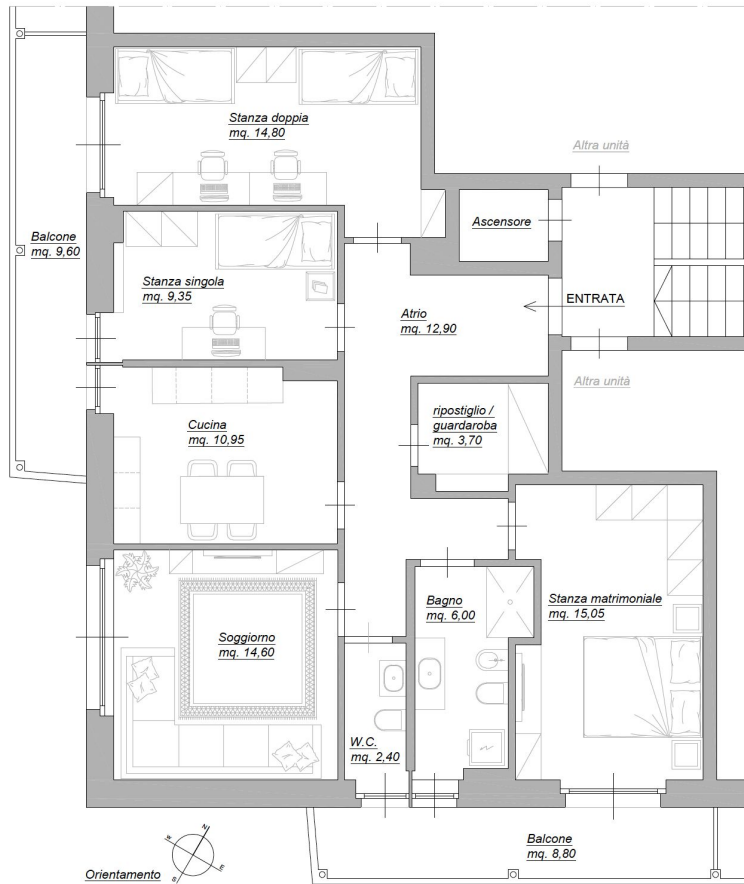 Stanza doppia
mq. 14,80
Altra unità
Ascensore
Balcone
mq. 9,60
Stanza singola
mq. 9,35
ENTRATA
Atrio
mq. 12,90
Altra unità
ripostiglio /
guardaroba
mq. 3,70
Cucina
mq. 10,95
Bagno
mq. 6,00
Stanza matrimoniale
mq. 15,05
Soggiorno
mq. 14,60
W.C.
mq. 2,40
Balcone
mq. 8,80
Orientamento
N
E
S